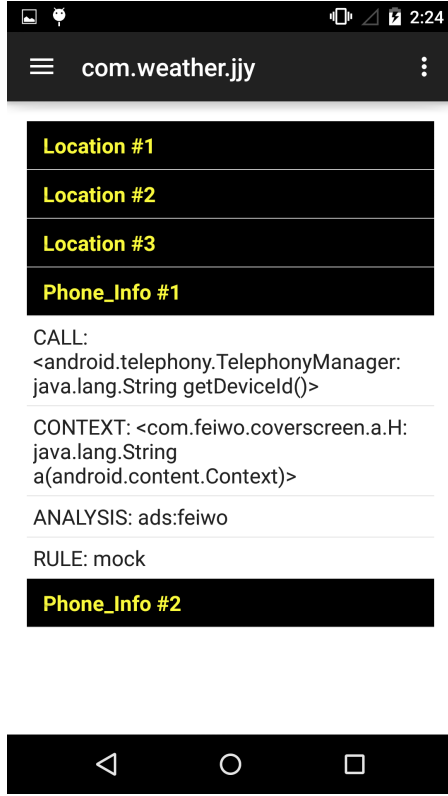 2:24
com.weather.jjy
Location #1
Location #2
Location #3
Phone_Info #1
CALL:
<android.telephony.TelephonyManager:
java.lang.String getDeviceId()>
CONTEXT: <com.feiwo.coverscreen.a.H:
java.lang.String
a(android.content.Context)>
ANALYSIS: ads:feiwo
RULE: mock
Phone_Info #2